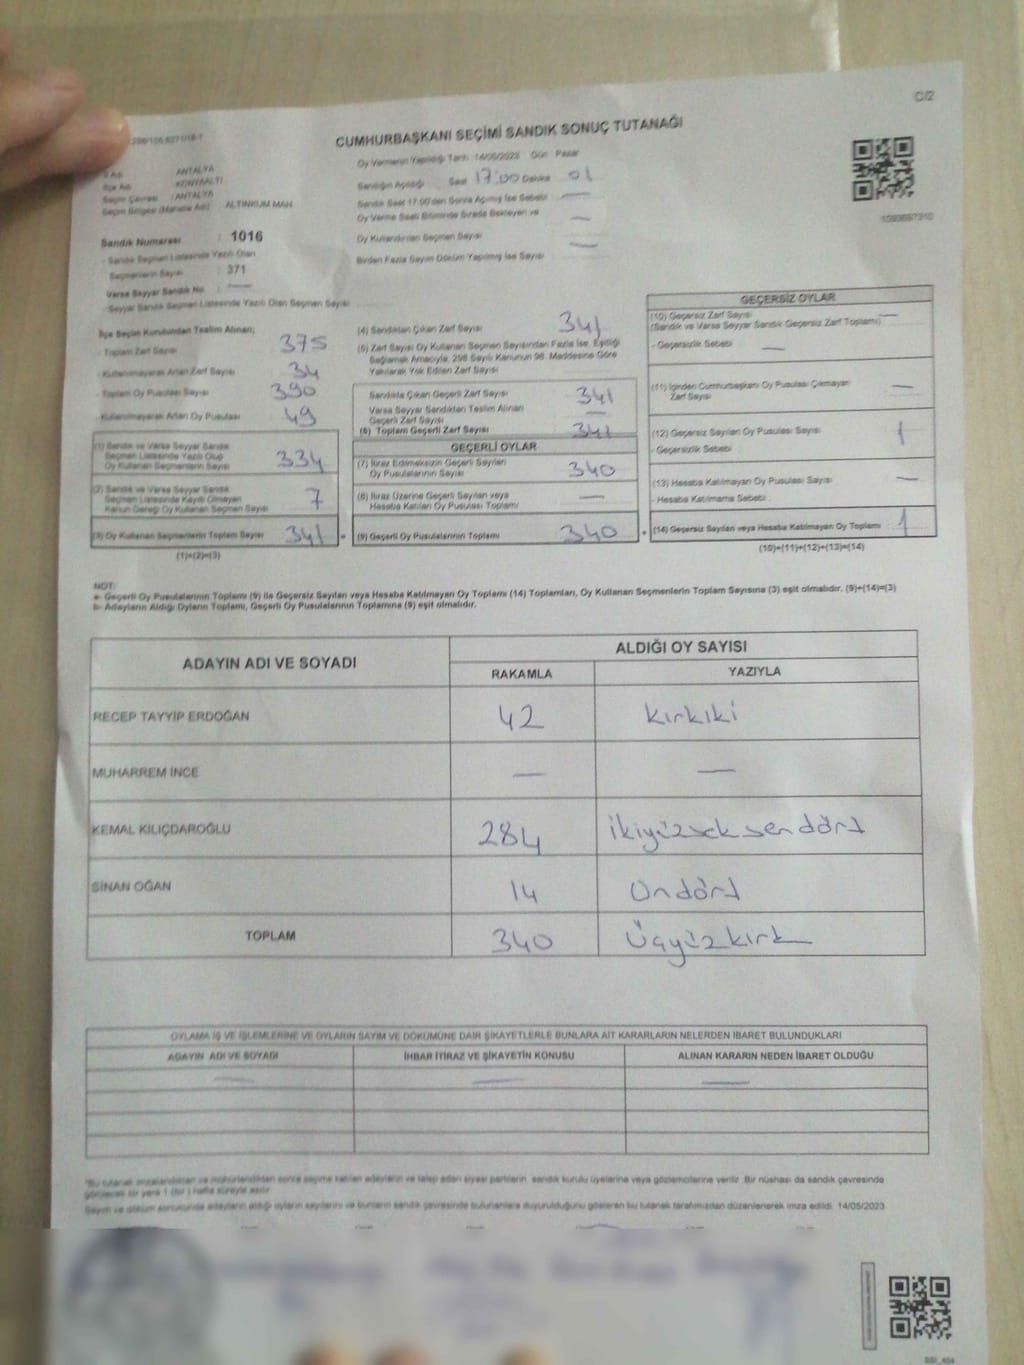 C/2
CUMHURBAŞKANI SEÇİMİ SANDIK SONUÇ TUTANAĞI
Oy Vermenin Yapıldığı Tarih :14/05/2023 Gün : Pazar
İli Adı ANTALYA
İlçe Adı KONYAALTI
Seçim Çevresi : ANTALYA
Seçim Bölgesi (Mahalle Adı) ALTINKUM MAH.
Sandığın Açıldığı Saat 17:00 Dakika 01
Sandık Saat 17:00'den Sonra Açılmış İse Sebebi —
Oy Verme Saati Bitiminde Sırada Bekleyen ve
Oy Kullandırılan Seçmen Sayısı —
Birden Fazla Sayım Döküm Yapılmış İse Sayısı —
Sandık Numarası : 1016
- Sandık Seçmen Listesinde Yazılı Olan
Seçmenlerin Sayısı : 371
Varsa Seyyar Sandık No : —
- Seyyar Sandık Seçmen Listesinde Yazılı Olan Seçmen Sayısı
İlçe Seçim Kurulundan Teslim Alınan;
- Toplam Zarf Sayısı 375
- Kullanılmayarak Artan Zarf Sayısı 34
- Toplam Oy Pusulası Sayısı 390
- Kullanılmayarak Artan Oy Pusulası 49
(1) Sandık ve Varsa Seyyar Sandık
Seçmen Listesinde Yazılı Olup
Oy Kullanan Seçmenlerin Sayısı 334
(2) Sandık ve Varsa Seyyar Sandık
Seçmen Listesinde Kayıtlı Olmayan
Kanun Gereği Oy Kullanan Seçmen Sayısı 7
(3) Oy Kullanan Seçmenlerin Toplam Sayısı 341
(1)+(2)=(3)
(4) Sandıktan Çıkan Zarf Sayısı 341
(5) Zarf Sayısı Oy Kullanan Seçmen Sayısından Fazla İse, Eşitliği
Sağlamak Amacıyla; 298 Sayılı Kanunun 98. Maddesine Göre
Yakılarak Yok Edilen Zarf Sayısı
Sandıkta Çıkan Geçerli Zarf Sayısı 341
Varsa Seyyar Sandıktan Teslim Alınan
Geçerli Zarf Sayısı —
(6) Toplam Geçerli Zarf Sayısı 341
GEÇERLİ OYLAR
(7) İtiraz Edilmeksizin Geçerli Sayılan
Oy Pusulalarının Sayısı 340
(8) İtiraz Üzerine Geçerli Sayılan veya
Hesaba Katılan Oy Pusulası Toplamı —
(9) Geçerli Oy Pusulalarının Toplamı 340
GEÇERSİZ OYLAR
(10) Geçersiz Zarf Sayısı —
(Sandık ve Varsa Seyyar Sandık Geçersiz Zarf Toplamı)
- Geçersizlik Sebebi —
(11) İçinden Cumhurbaşkanı Oy Pusulası Çıkmayan
Zarf Sayısı —
(12) Geçersiz Sayılan Oy Pusulası Sayısı 1
- Geçersizlik Sebebi
(13) Hesaba Katılmayan Oy Pusulası Sayısı —
- Hesaba Katılmama Sebebi
(14) Geçersiz Sayılan veya Hesaba Katılmayan Oy Toplamı 1
(10)+(11)+(12)+(13)=(14)
NOT:
a- Geçerli Oy Pusulalarının Toplamı (9) ile Geçersiz Sayılan veya Hesaba Katılmayan Oy Toplamı (14) Toplamları, Oy Kullanan Seçmenlerin Toplam Sayısına (3) eşit olmalıdır. (9)+(14)=(3)
b- Adayların Aldığı Oyların Toplamı, Geçerli Oy Pusulalarının Toplamına (9) eşit olmalıdır.
ADAYIN ADI VE SOYADI ALDIĞI OY SAYISI
RAKAMLA YAZIYLA
RECEP TAYYİP ERDOĞAN 42 kırkiki
MUHARREM İNCE — —
KEMAL KILIÇDAROĞLU 284 ikiyüzseksendört
SİNAN OĞAN 14 Ondört
TOPLAM 340 Üçyüzkırk
OYLAMA İŞ VE İŞLEMLERİNE VE OYLARIN SAYIM VE DÖKÜMÜNE DAİR ŞİKAYETLERLE BUNLARA AİT KARARLARIN NELERDEN İBARET BULUNDUKLARI
ADAYIN ADI VE SOYADI İHBAR İTİRAZ VE ŞİKAYETİN KONUSU ALINAN KARARIN NEDEN İBARET OLDUĞU
— — —
*Bu tutanak imzalandıktan ve mühürlendikten sonra seçime katılan adayların ve talep eden siyasi partilerin sandık kurulu üyelerine veya gözlemcilerine verilir. Bir nüshası da sandık çevresinde
görülecek bir yere 1 (bir) hafta süreyle asılır.
Sayım ve döküm sonucunda adayların aldığı oyların sayılarını ve bunların sandık çevresinde bulunanlara duyurulduğunu gösteren bu tutanak tarafımızdan düzenlenerek imza edildi. 14/05/2023